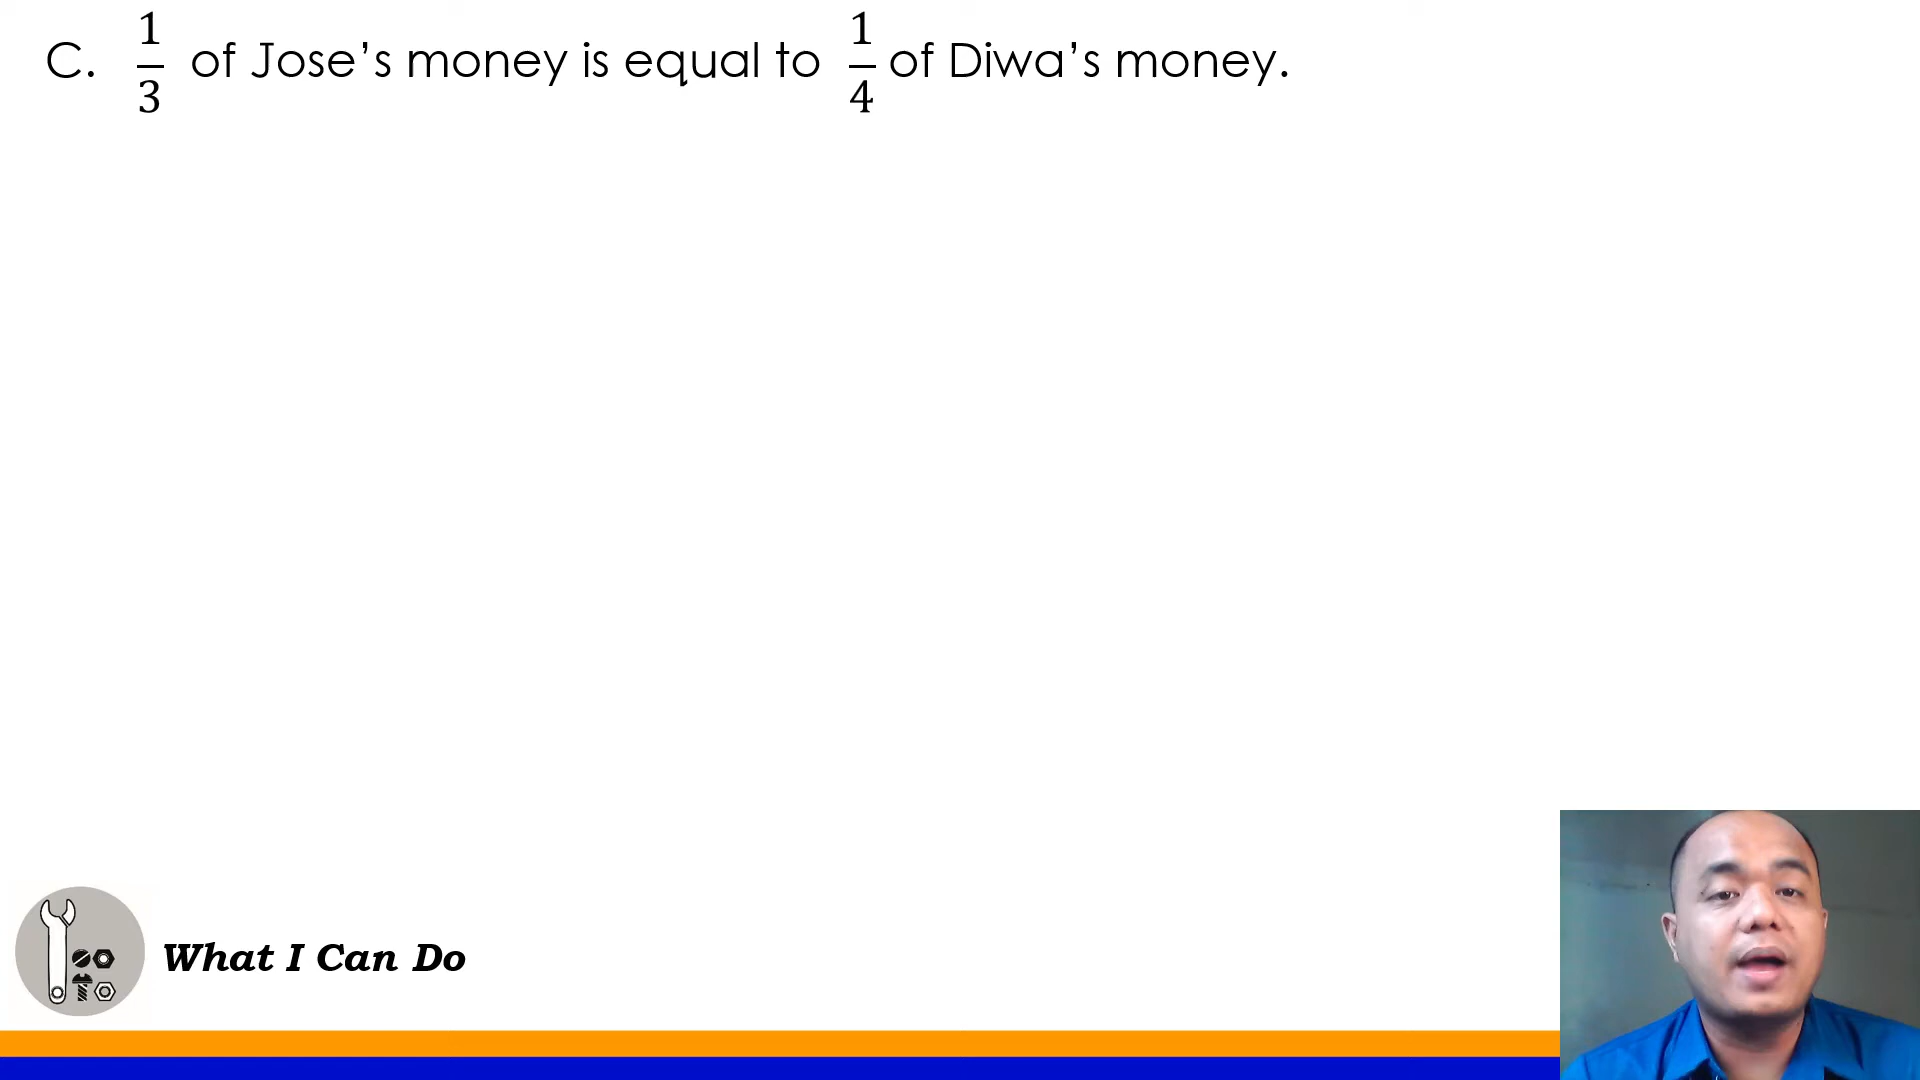 C. 1/3 of Jose’s money is equal to 1/4 of Diwa’s money.
What I Can Do